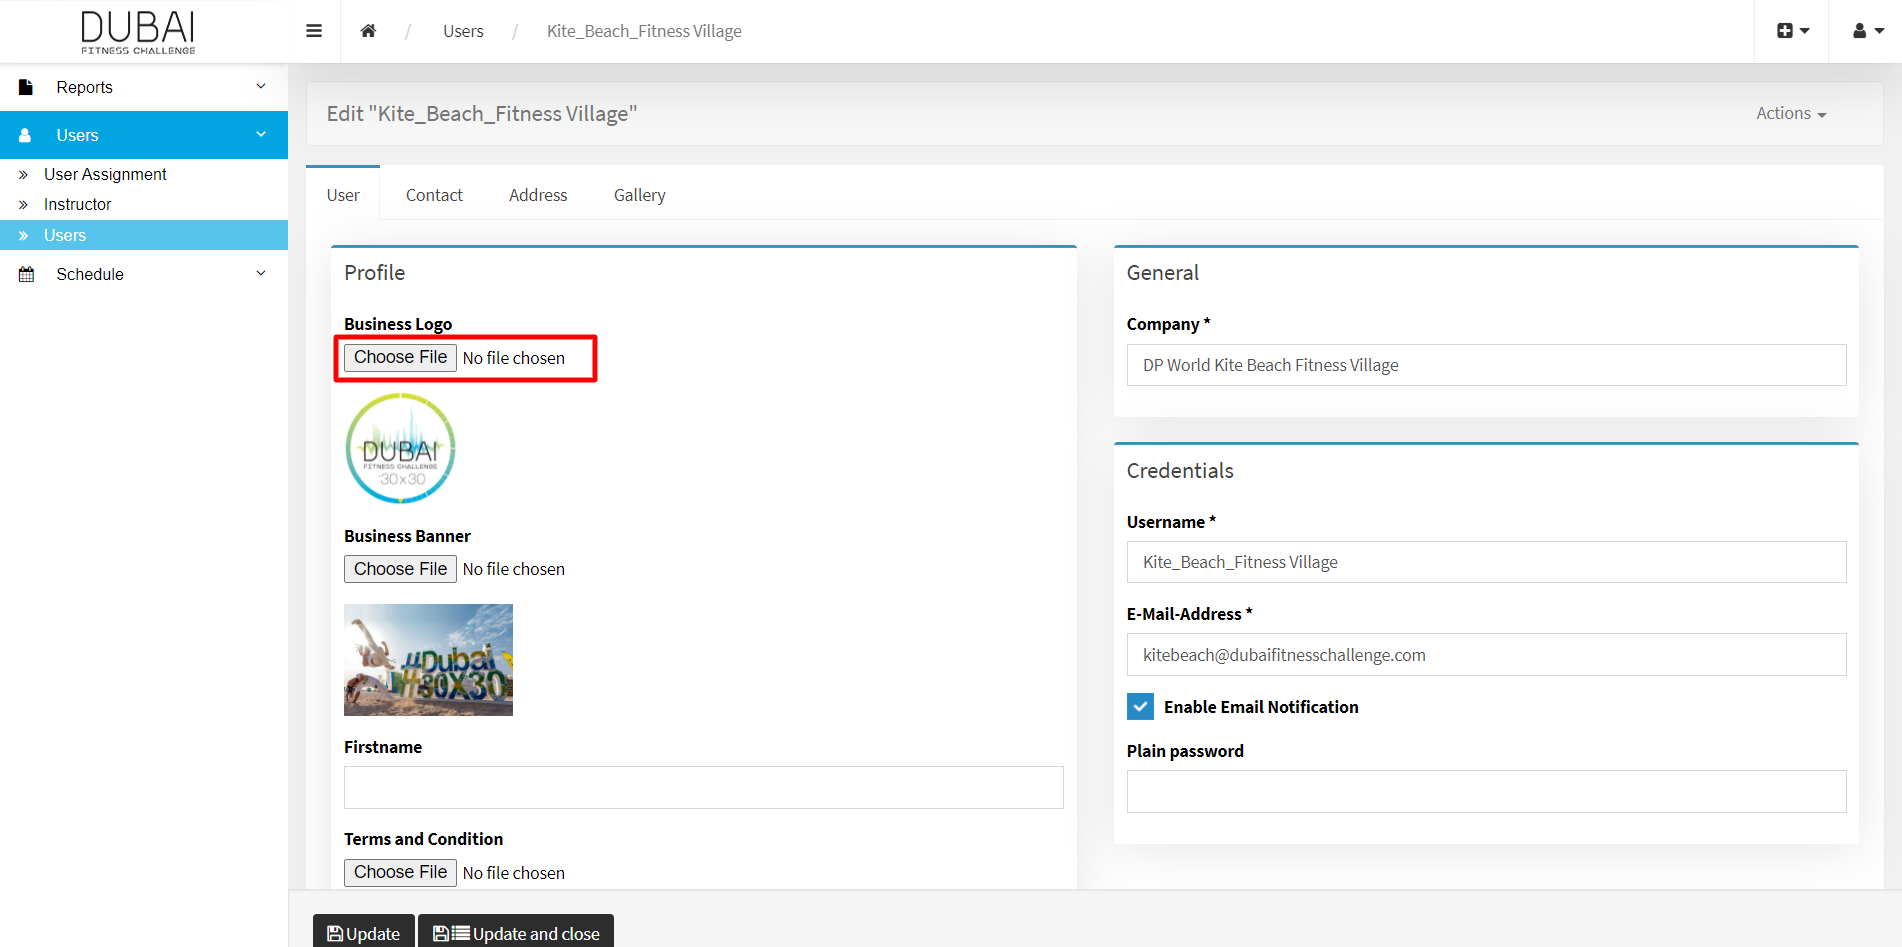 DUBAI
FITNESS CHALLENGE
/ Users / Kite_Beach_Fitness Village
Reports
Users
User Assignment
Instructor
Users
Schedule
Edit "Kite_Beach_Fitness Village"
Actions
User Contact Address Gallery
Profile
Business Logo
Choose File No file chosen
DUBAI
FITNESS CHALLENGE
30x30
Business Banner
Choose File No file chosen
#Dubai
#30X30
Firstname
Terms and Condition
Choose File No file chosen
General
Company *
DP World Kite Beach Fitness Village
Credentials
Username *
Kite_Beach_Fitness Village
E-Mail-Address *
kitebeach@dubaifitnesschallenge.com
Enable Email Notification
Plain password
Update Update and close